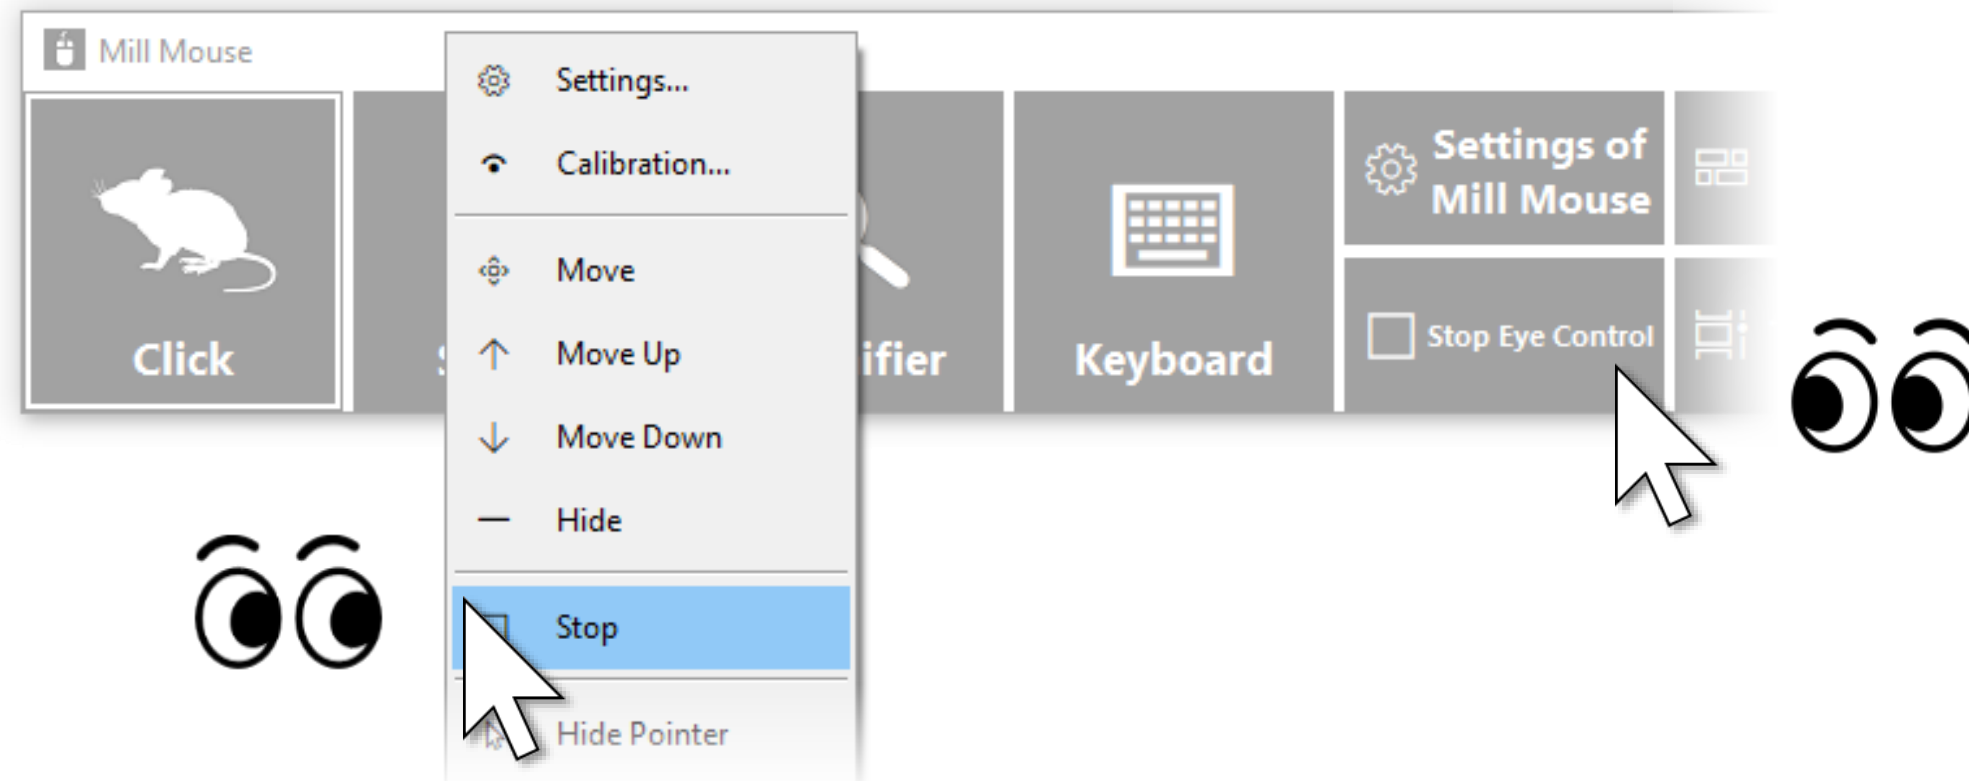 Mill Mouse
Settings...
Calibration...
Move
Move Up
Move Down
Hide
Stop
Hide Pointer
Click
ifier
Keyboard
Settings of
Mill Mouse
Stop Eye Control